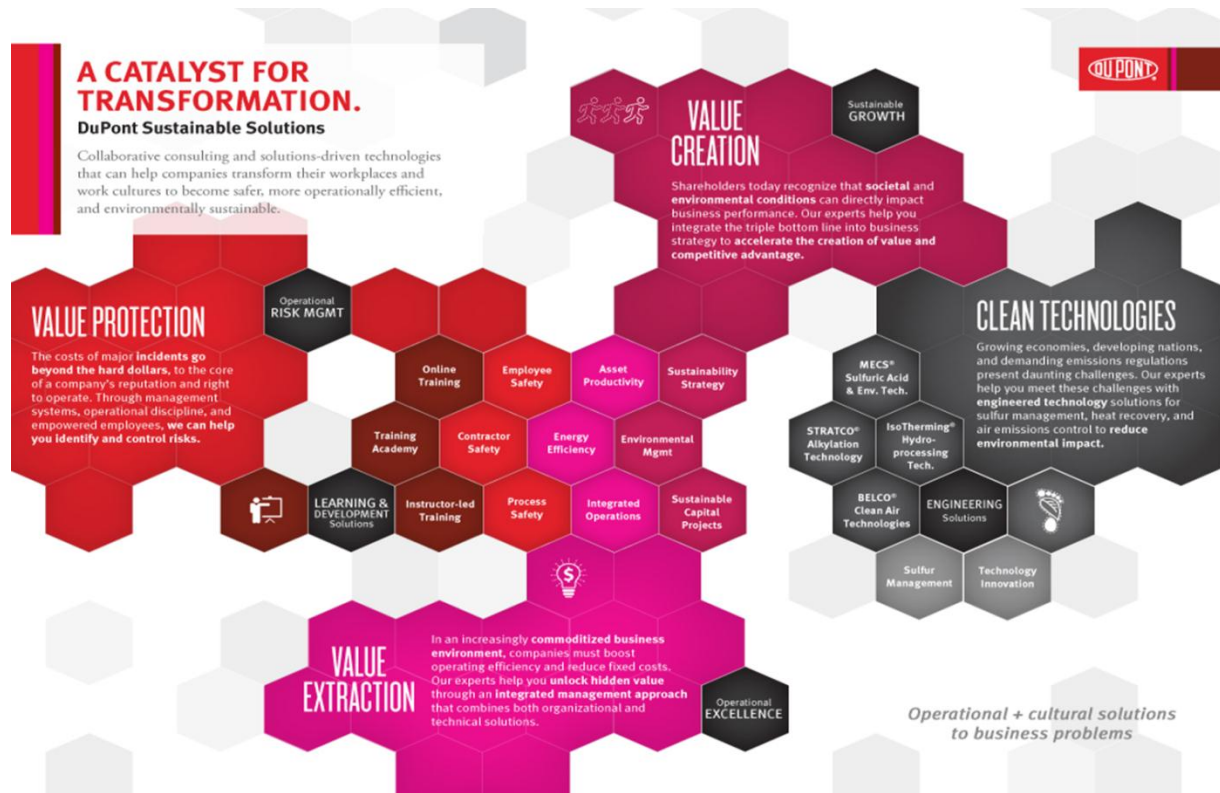 A CATALYST FOR
TRANSFORMATION.
DuPont Sustainable Solutions
Collaborative consulting and solutions-driven technologies
that can help companies transform their workplaces and
work cultures to become safer, more operationally efficient,
and environmentally sustainable.
DU PONT®
VALUE
CREATION
Sustainable
GROWTH
Shareholders today recognize that societal and
environmental conditions can directly impact
business performance. Our experts help you
integrate the triple bottom line into business
strategy to accelerate the creation of value and
competitive advantage.
VALUE PROTECTION
Operational
RISK MGMT
The costs of major incidents go
beyond the hard dollars, to the core
of a company's reputation and right
to operate. Through management
systems, operational discipline, and
empowered employees, we can help
you identify and control risks.
CLEAN TECHNOLOGIES
Growing economies, developing nations,
and demanding emissions regulations
present daunting challenges. Our experts
help you meet these challenges with
engineered technology solutions for
sulfur management, heat recovery, and
air emissions control to reduce
environmental impact.
Online
Training
Employee
Safety
Asset
Productivity
Sustainability
Strategy
MECS®
Sulfuric Acid
& Env. Tech.
Training
Academy
Contractor
Safety
Energy
Efficiency
Environmental
Mgmt
STRATCO®
Alkylation
Technology
IsoTherming®
Hydro-
processing
Tech.
LEARNING &
DEVELOPMENT
Solutions
Instructor-led
Training
Process
Safety
Integrated
Operations
Sustainable
Capital
Projects
BELCO®
Clean Air
Technologies
ENGINEERING
Solutions
$
Sulfur
Management
Technology
Innovation
VALUE
EXTRACTION
In an increasingly commoditized business
environment, companies must boost
operating efficiency and reduce fixed costs.
Our experts help you unlock hidden value
through an integrated management approach
that combines both organizational and
technical solutions.
Operational
EXCELLENCE
Operational + cultural solutions
to business problems